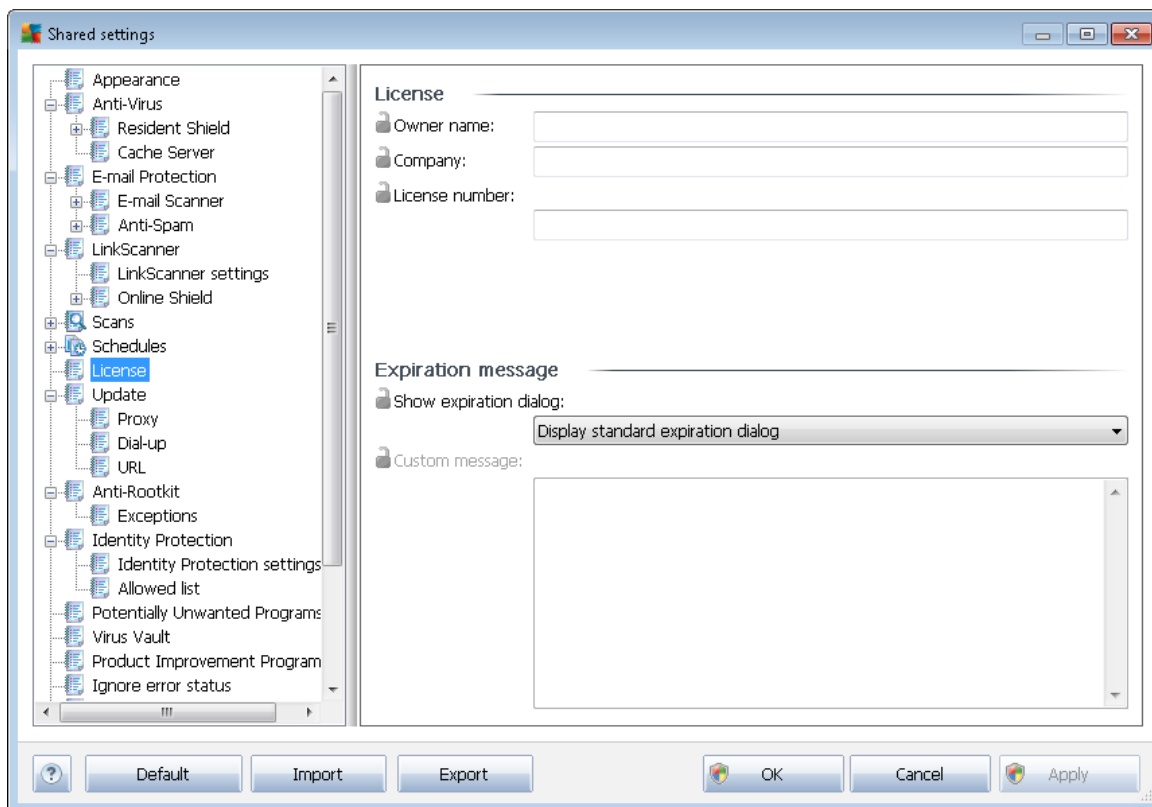 Shared settings
Appearance
Anti-Virus
Resident Shield
Cache Server
E-mail Protection
E-mail Scanner
Anti-Spam
LinkScanner
LinkScanner settings
Online Shield
Scans
Schedules
License
Update
Proxy
Dial-up
URL
Anti-Rootkit
Exceptions
Identity Protection
Identity Protection settings
Allowed list
Potentially Unwanted Programs
Virus Vault
Product Improvement Program
Ignore error status
License
Owner name:
Company:
License number:
Expiration message
Show expiration dialog:
Display standard expiration dialog
Custom message:
? Default Import Export OK Cancel Apply